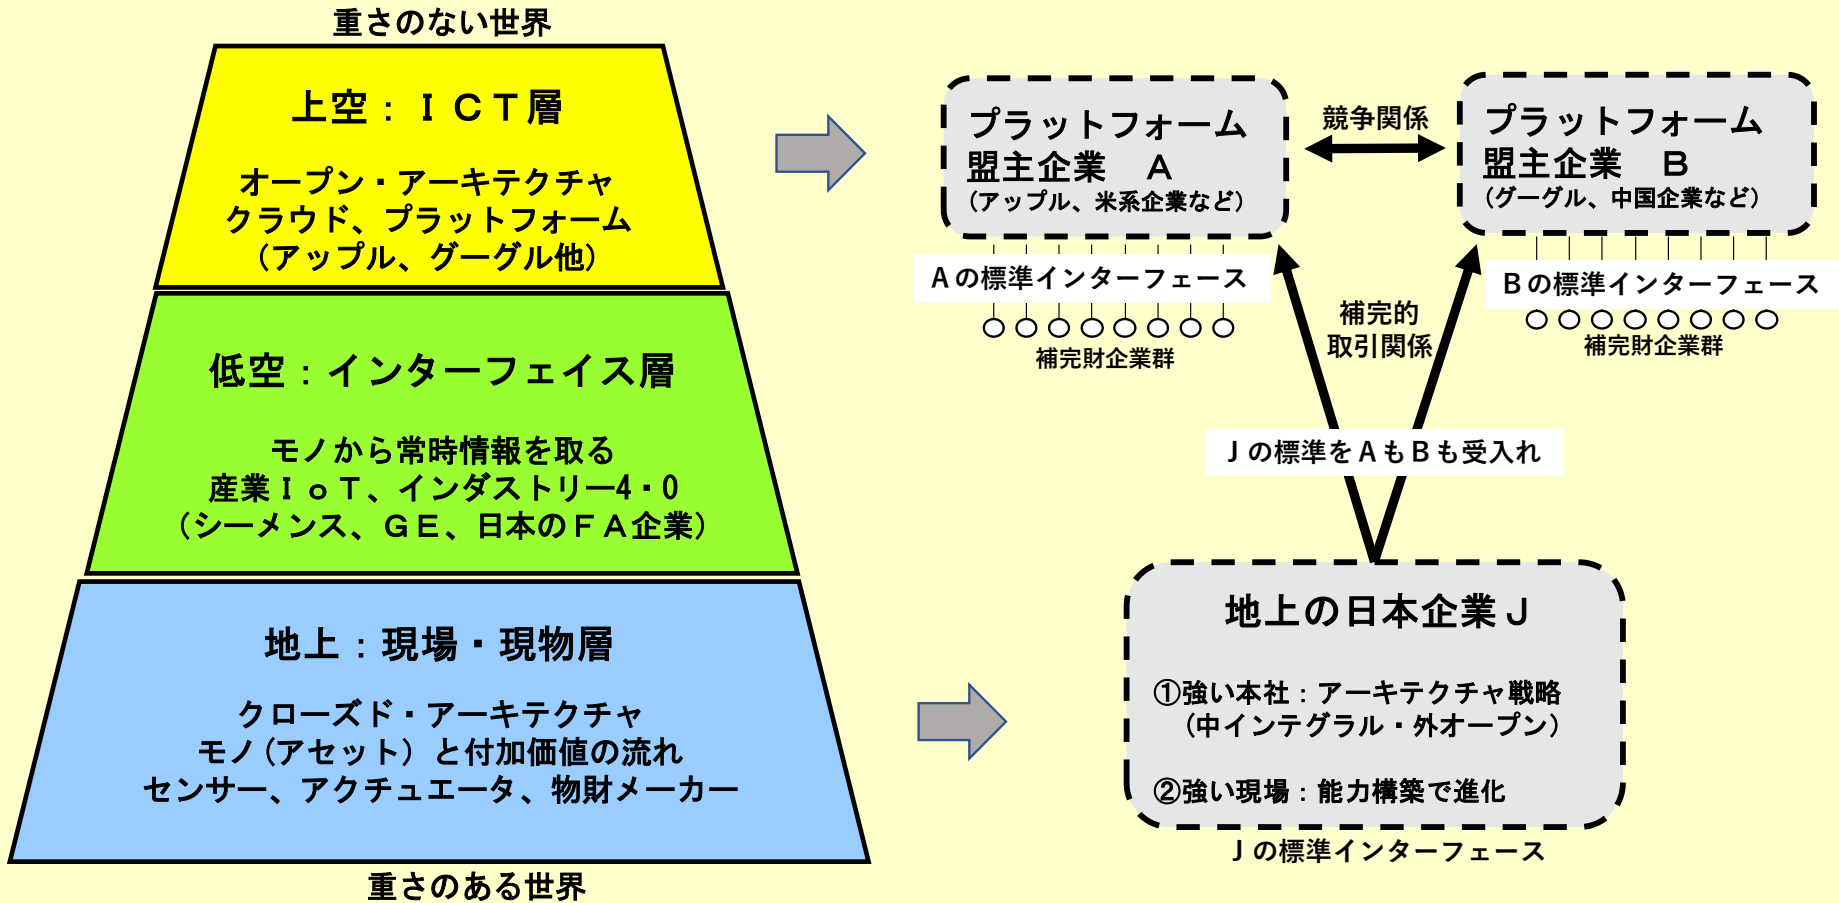 重さのない世界
上空：ＩＣＴ層
オープン・アーキテクチャ
クラウド、プラットフォーム
（アップル、グーグル他）
低空：インターフェイス層
モノから常時情報を取る
産業ＩｏＴ、インダストリー4・0
（シーメンス、ＧＥ、日本のＦＡ企業）
地上：現場・現物層
クローズド・アーキテクチャ
モノ(アセット）と付加価値の流れ
センサー、アクチュエータ、物財メーカー
重さのある世界
プラットフォーム
盟主企業　Ａ
（アップル、米系企業など）
競争関係
プラットフォーム
盟主企業　Ｂ
（グーグル、中国企業など）
Ａの標準インターフェース
補完財企業群
Ｂの標準インターフェース
補完財企業群
補完的
取引関係
Ｊの標準をＡもＢも受入れ
地上の日本企業Ｊ
①強い本社：アーキテクチャ戦略
（中インテグラル・外オープン）
②強い現場：能力構築で進化
Ｊの標準インターフェース